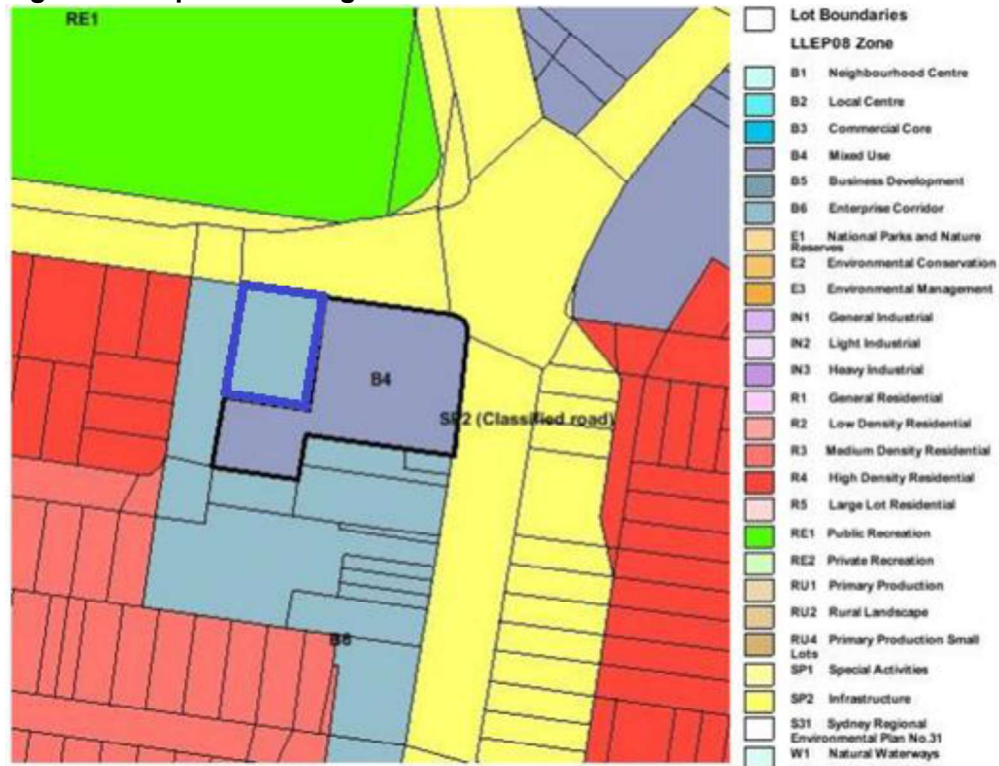 RE1
B4
SP2 (Classified road)
B6
Lot Boundaries
LLEP08 Zone
B1 Neighbourhood Centre
B2 Local Centre
B3 Commercial Core
B4 Mixed Use
B5 Business Development
B6 Enterprise Corridor
E1 National Parks and Nature
Reserves
E2 Environmental Conservation
E3 Environmental Management
IN1 General Industrial
IN2 Light Industrial
IN3 Heavy Industrial
R1 General Residential
R2 Low Density Residential
R3 Medium Density Residential
R4 High Density Residential
R5 Large Lot Residential
RE1 Public Recreation
RE2 Private Recreation
RU1 Primary Production
RU2 Rural Landscape
RU4 Primary Production Small
Lots
SP1 Special Activities
SP2 Infrastructure
S31 Sydney Regional
Environmental Plan No.31
W1 Natural Waterways